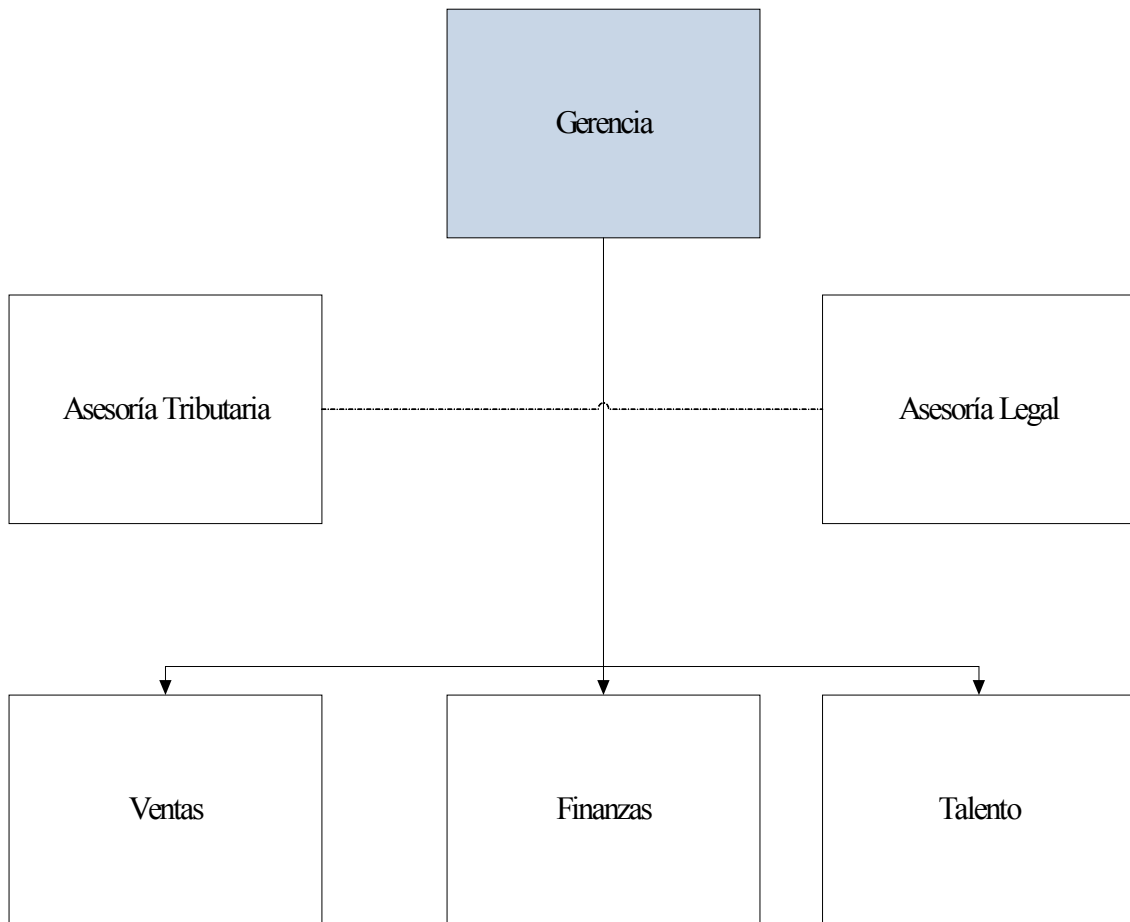 Gerencia
Asesoría Tributaria
Asesoría Legal
Ventas
Finanzas
Talento